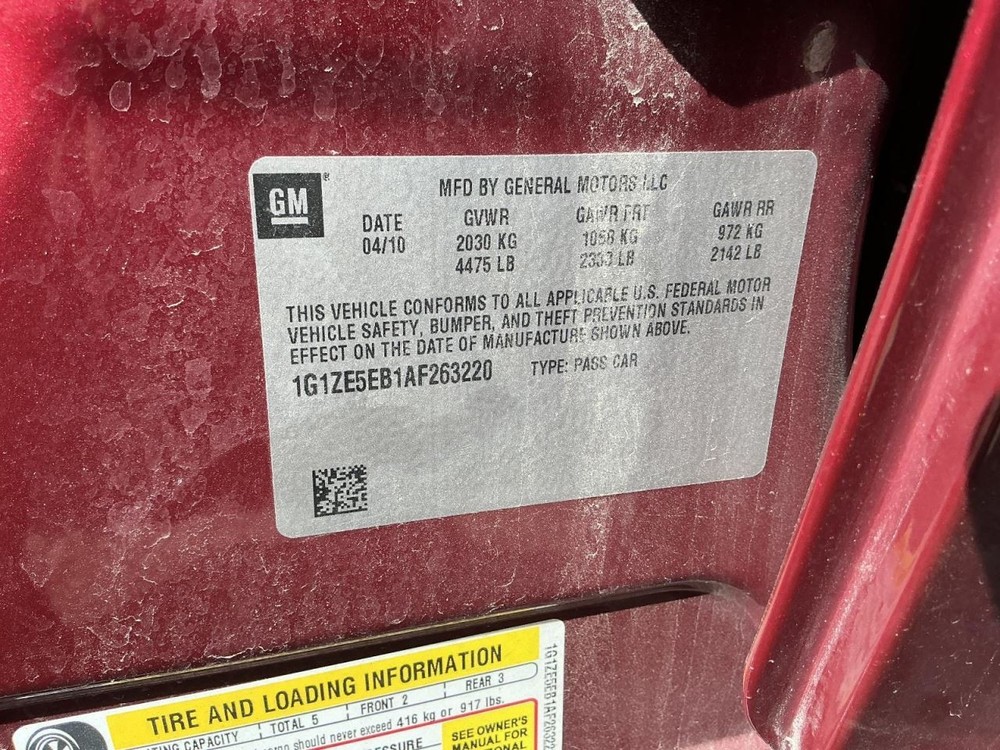 GM®
MFD BY GENERAL MOTORS LLC
DATE GVWR GAWR FRT GAWR RR
04/10 2030 KG 1058 KG 972 KG
4475 LB 2333 LB 2142 LB
THIS VEHICLE CONFORMS TO ALL APPLICABLE U.S. FEDERAL MOTOR
VEHICLE SAFETY, BUMPER, AND THEFT PREVENTION STANDARDS IN
EFFECT ON THE DATE OF MANUFACTURE SHOWN ABOVE.
1G1ZE5EB1AF263220 TYPE: PASS CAR
TIRE AND LOADING INFORMATION
CAPACITY TOTAL 5 FRONT 2 REAR 3
should never exceed 416 kg or 917 lbs.
SEE OWNER'S
MANUAL FOR
1G1ZE5EB1AF26322